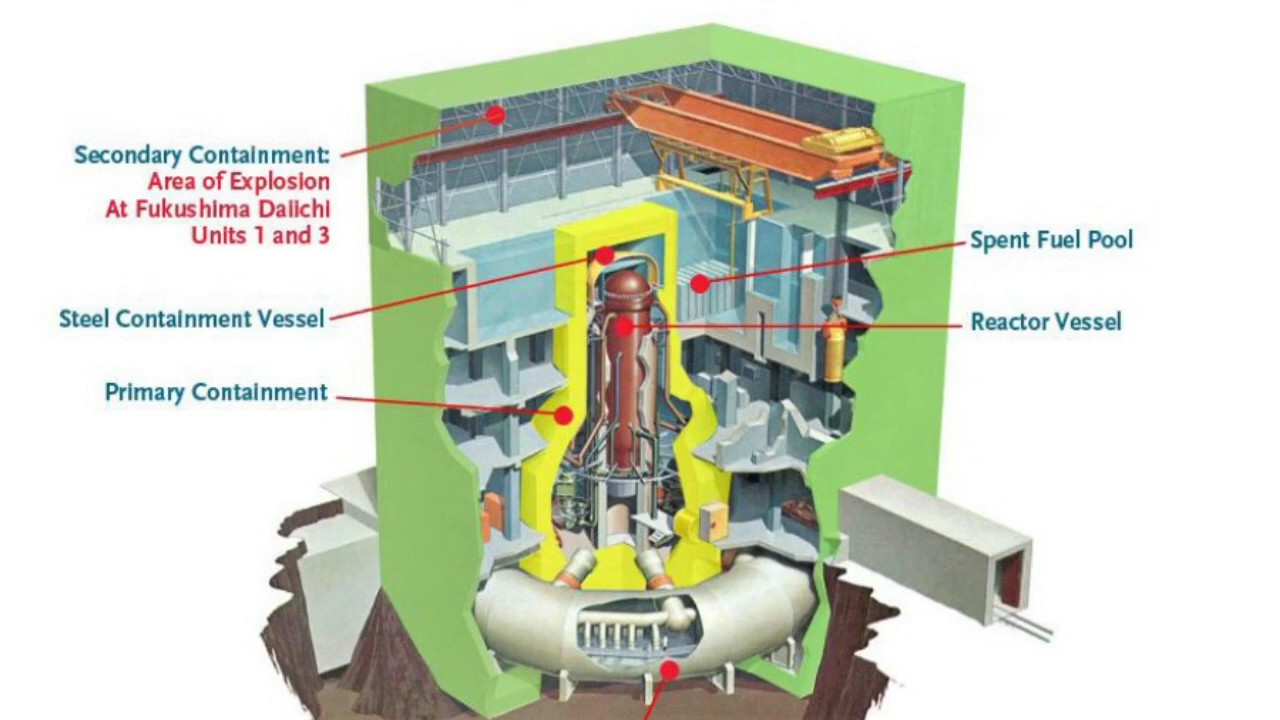 Secondary Containment:
Area of Explosion
At Fukushima Daiichi
Units 1 and 3
Spent Fuel Pool
Steel Containment Vessel
Reactor Vessel
Primary Containment